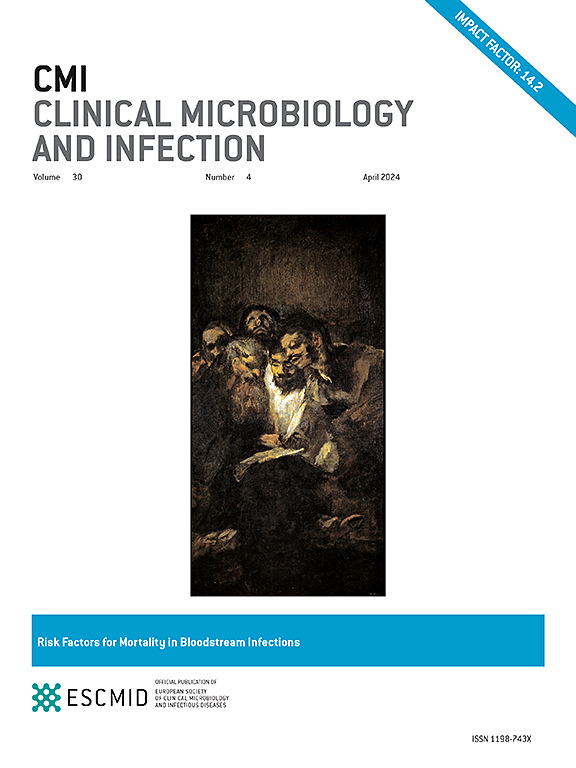 IMPACT FACTOR: 14.2
CMI
CLINICAL MICROBIOLOGY
AND INFECTION
Volume 30 Number 4 April 2024
Risk Factors for Mortality in Bloodstream Infections
ESCMID
OFFICIAL PUBLICATION OF
EUROPEAN SOCIETY
OF CLINICAL MICROBIOLOGY
AND INFECTIOUS DISEASES
ISSN 1198-743X